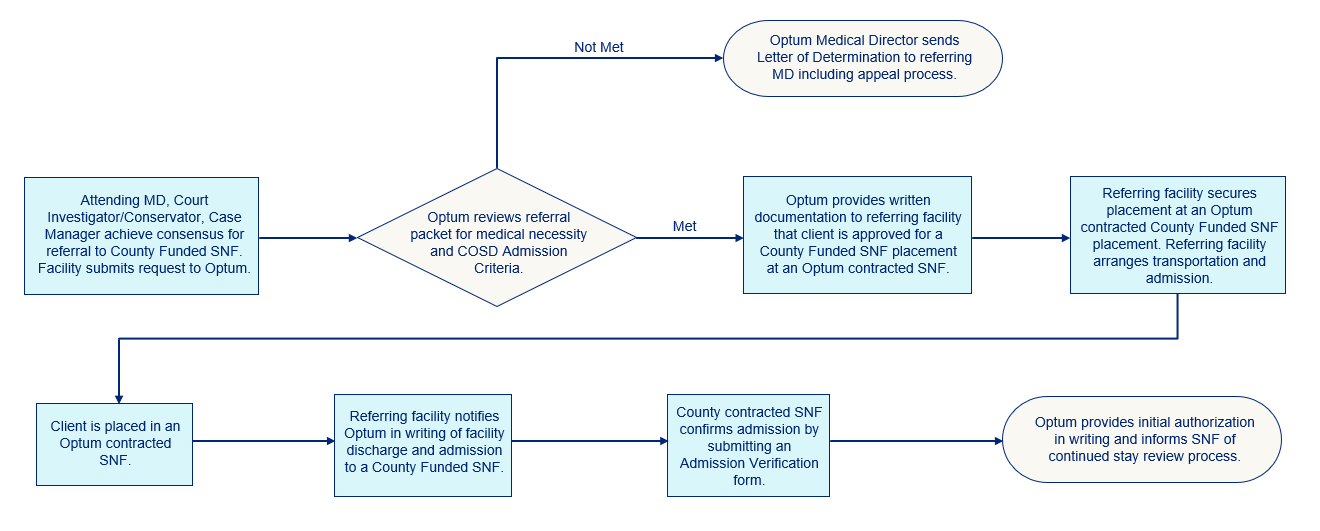 Not Met
Optum Medical Director sends
Letter of Determination to referring
MD including appeal process.
Attending MD, Court
Investigator/Conservator, Case
Manager achieve consensus for
referral to County Funded SNF.
Facility submits request to Optum.
Optum reviews referral
packet for medical necessity
and COSD Admission
Criteria.
Met
Optum provides written
documentation to referring facility
that client is approved for a
County Funded SNF placement
at an Optum contracted SNF.
Referring facility secures
placement at an Optum
contracted County Funded SNF
placement. Referring facility
arranges transportation and
admission.
Client is placed in an
Optum contracted
SNF.
Referring facility notifies
Optum in writing of facility
discharge and admission
to a County Funded SNF.
County contracted SNF
confirms admission by
submitting an
Admission Verification
form.
Optum provides initial authorization
in writing and informs SNF of
continued stay review process.